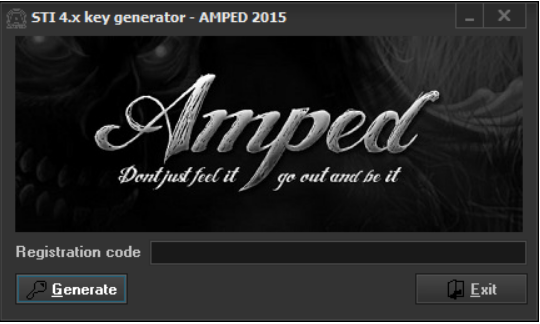 STI 4.x key generator - AMPED 2015
Amped
Dont just feel it go out and be it
Registration code
Generate
Exit